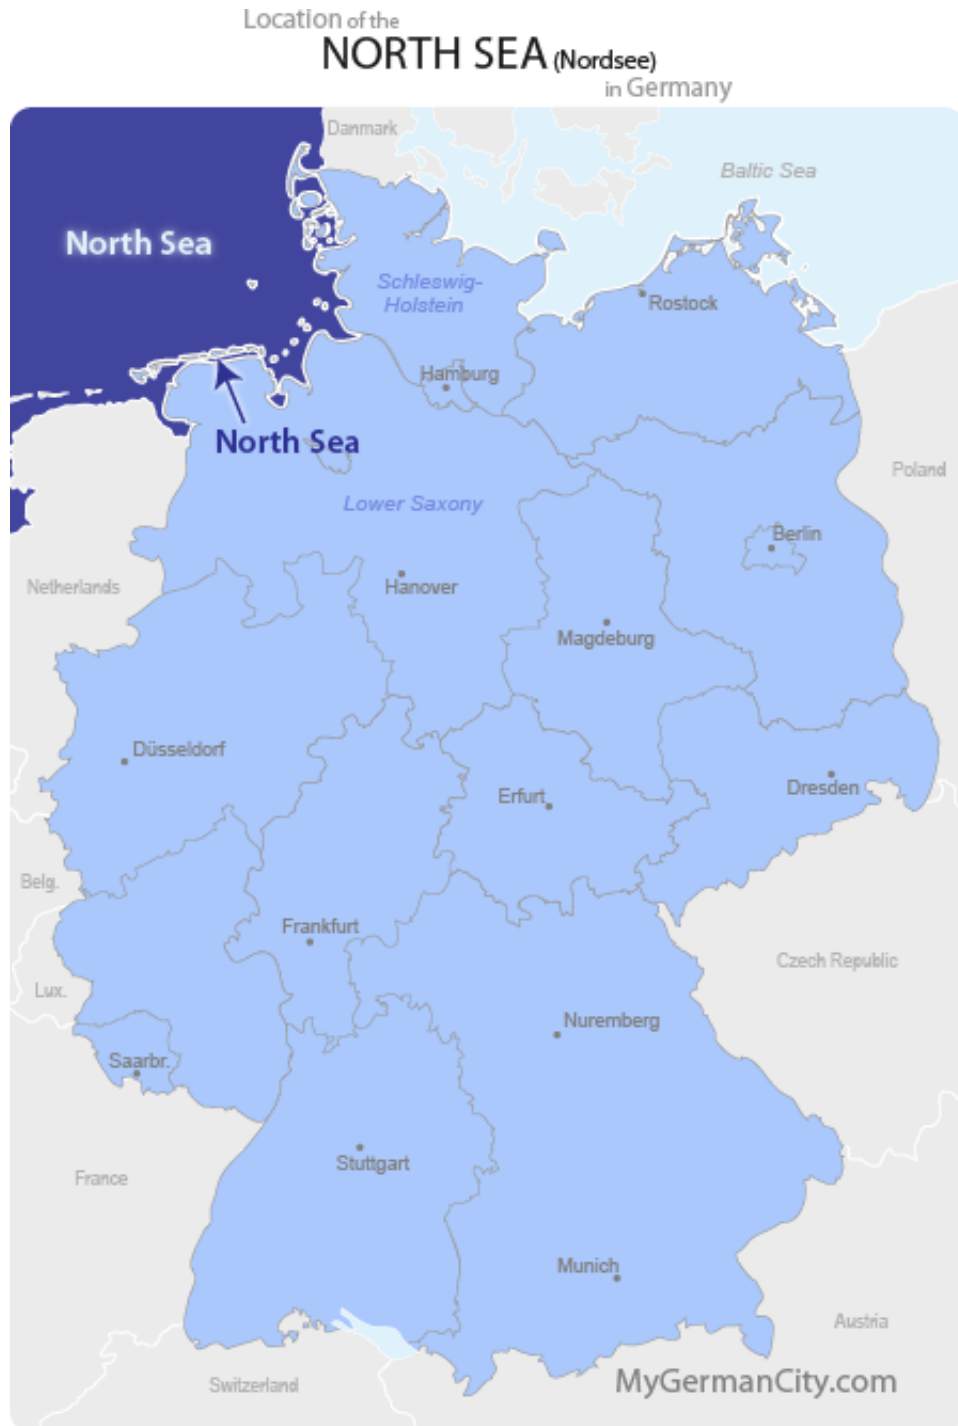 Location of the
NORTH SEA (Nordsee)
in Germany
Danmark
Baltic Sea
North Sea
Schleswig-
Holstein
Rostock
Hamburg
North Sea
Poland
Lower Saxony
Berlin
Netherlands
Hanover
Magdeburg
Düsseldorf
Dresden
Erfurt
Belg.
Frankfurt
Czech Republic
Lux.
Nuremberg
Saarbr.
Stuttgart
France
Munich
Austria
Switzerland
MyGermanCity.com